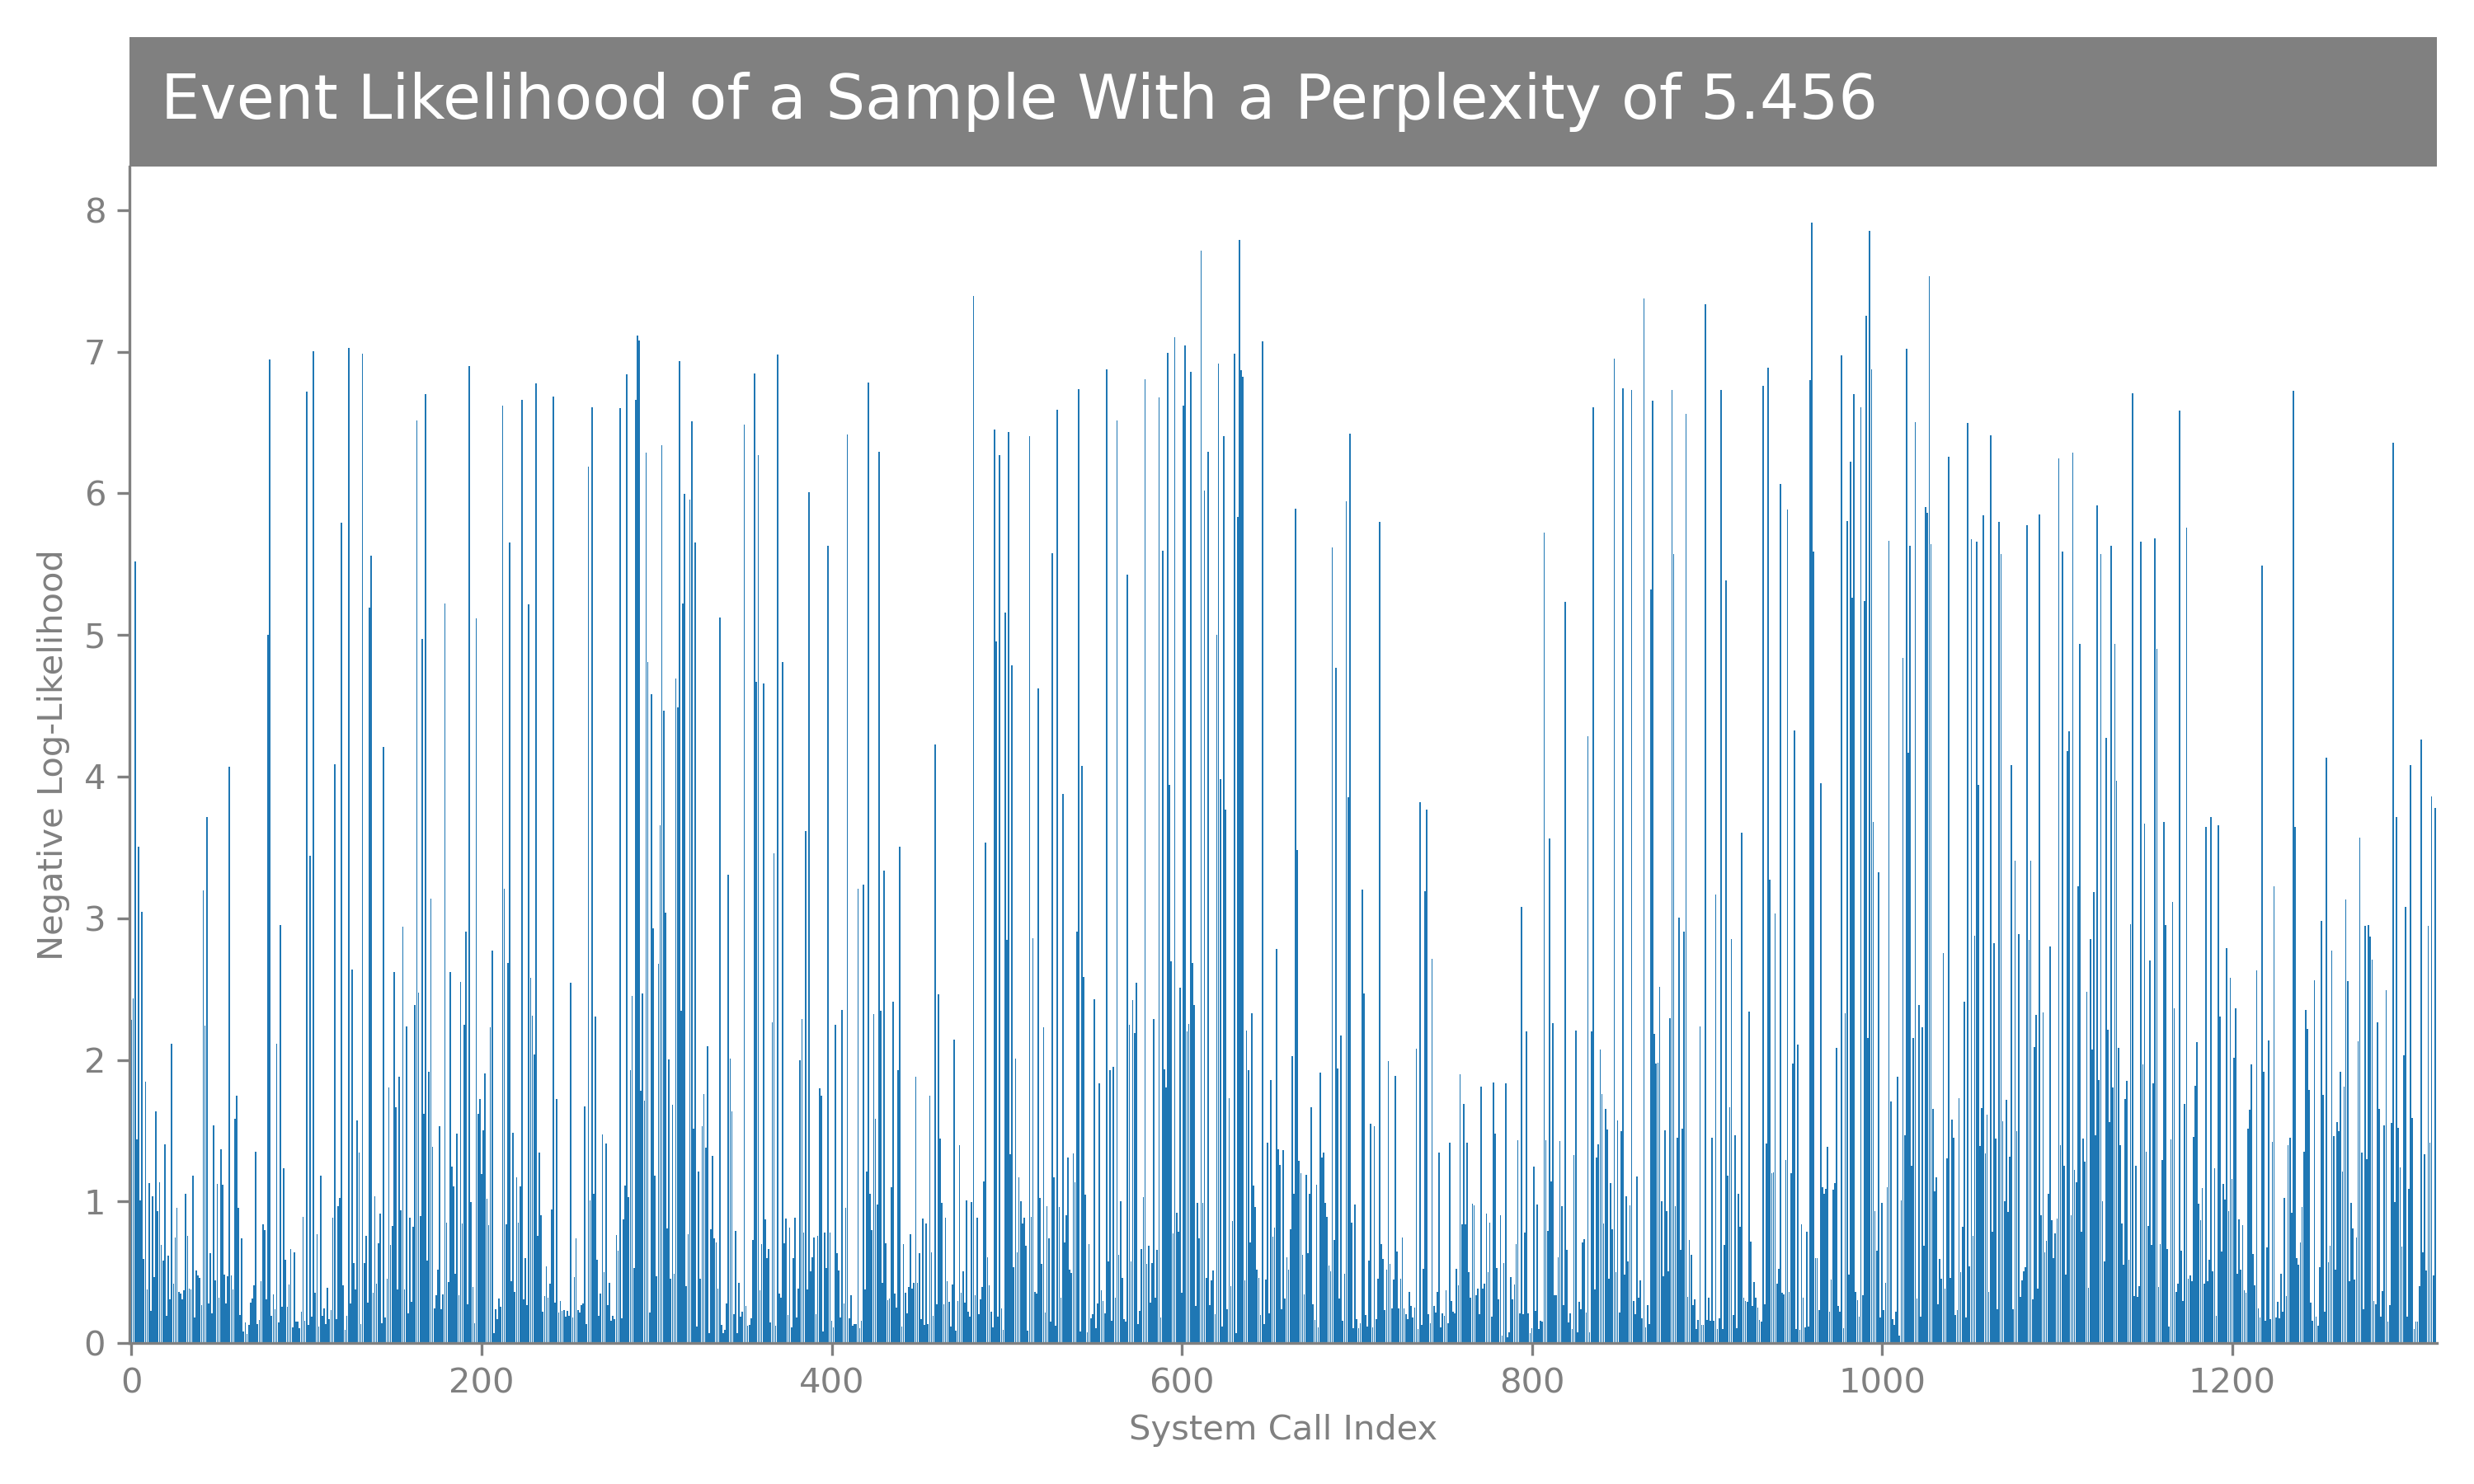 Event Likelihood of a Sample With a Perplexity of 5.456
8
7
6
5
4
3
2
1
0
Negative Log-Likelihood
0 200 400 600 800 1000 1200
System Call Index